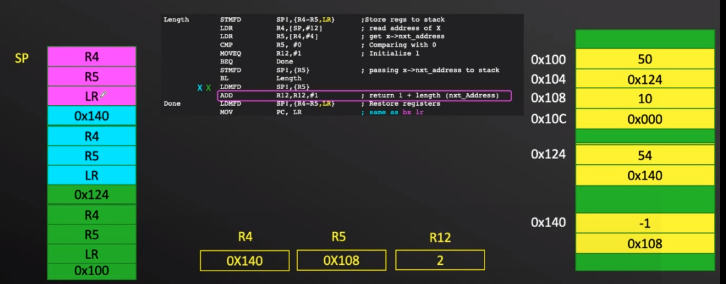 Length STMFD SP!,{R4-R5,LR} ;Store regs to stack
LDR R4,[SP,#12] ; read address of X
LDR R5,[R4,#4] ; get x->nxt_address
CMP R5, #0 ; Comparing with 0
MOVEQ R12,#1 ; Initialize 1
BEQ Done
STMFD SP!,{R5} ; passing x->nxt_address to stack
BL Length
X X LDMFD SP!,{R5}
ADD R12,R12,#1 ; return 1 + length (nxt_Address)
Done LDMFD SP!,{R4-R5,LR} ; Restore registers
MOV PC, LR ; same as bx lr
SP
R4
R5
LR
0x140
R4
R5
LR
0x124
R4
R5
LR
0x100
R4 R5 R12
0X140 0X108 2
0x100 50
0x104 0x124
0x108 10
0x10C 0x000
0x124 54
0x140
0x140 -1
0x108